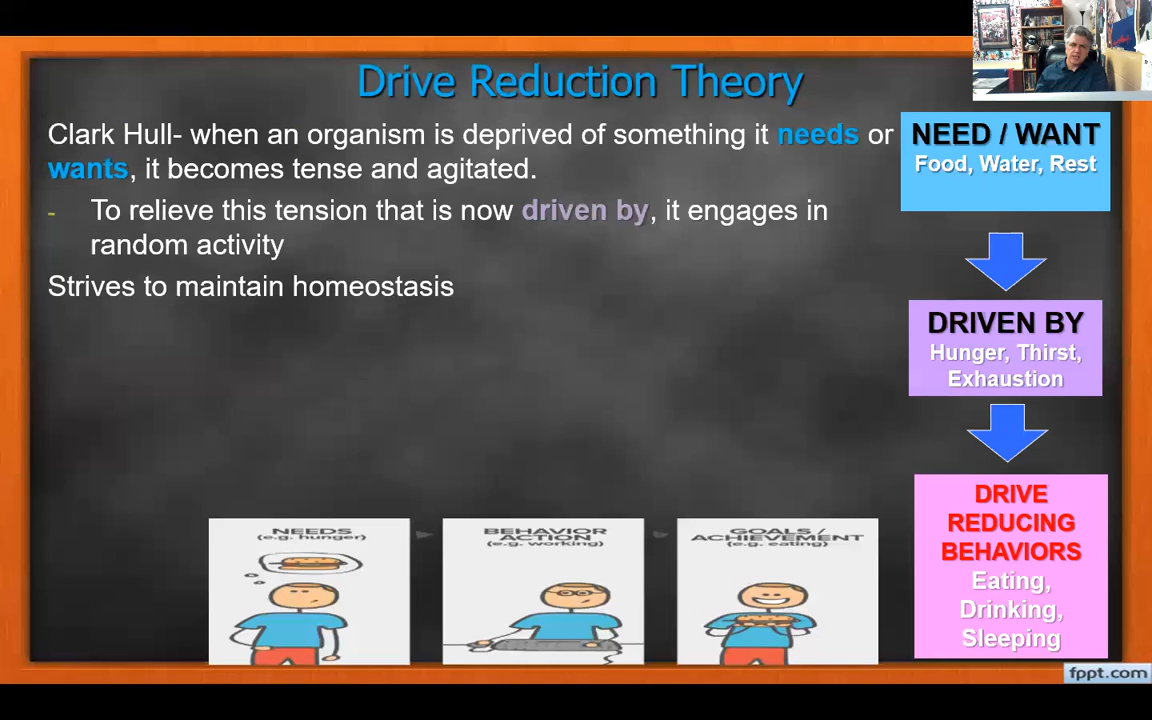 Drive Reduction Theory
Clark Hull- when an organism is deprived of something it needs or
wants, it becomes tense and agitated.
- To relieve this tension that is now driven by, it engages in
random activity
Strives to maintain homeostasis
NEED / WANT
Food, Water, Rest
DRIVEN BY
Hunger, Thirst,
Exhaustion
DRIVE
REDUCING
BEHAVIORS
Eating,
Drinking,
Sleeping
NEEDS
(e.g. hunger)
BEHAVIOR
ACTION
(e.g. working)
GOALS /
ACHIEVEMENT
(e.g. eating)
fppt.com